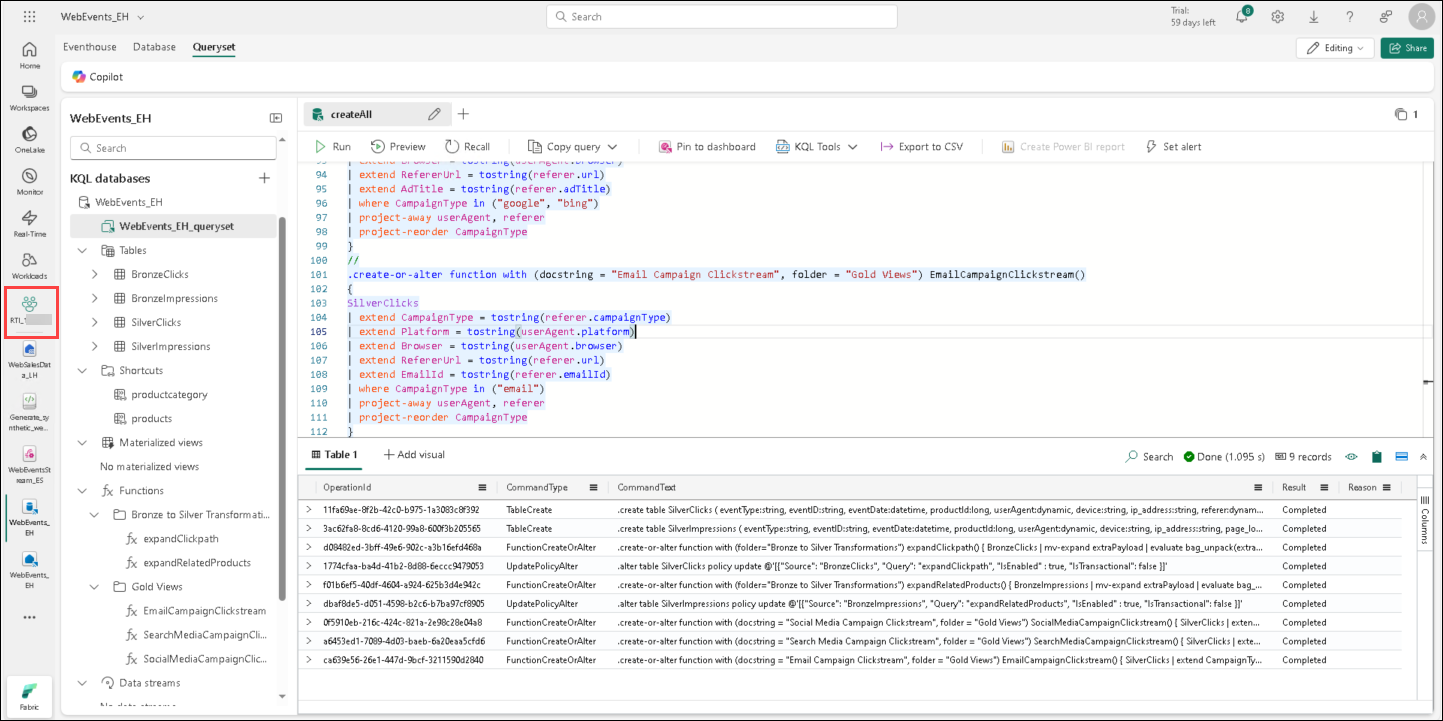 WebEvents_EH
Search
Trial:
59 days left
8
Eventhouse Database Queryset
Editing
Share
Copilot
Home
Workspaces
OneLake
Monitor
Real-Time
Workloads
WebSalesDat
a_LH
Generate_sy
nthetic_we...
WebEventsSt
ream_ES
WebEvents_
EH
WebEvents_
EH
Fabric
WebEvents_EH
Search
KQL databases
WebEvents_EH
WebEvents_EH_queryset
Tables
BronzeClicks
BronzeImpressions
SilverClicks
SilverImpressions
Shortcuts
productcategory
products
Materialized views
No materialized views
Functions
Bronze to Silver Transformati...
expandClickpath
expandRelatedProducts
Gold Views
EmailCampaignClickstream
SearchMediaCampaignCli...
SocialMediaCampaignClic...
Data streams
createAll
1
Run Preview Recall Copy query Pin to dashboard KQL Tools Export to CSV Create Power BI report Set alert
93 | extend Browser = tostring(userAgent.browser)
94 | extend RefererUrl = tostring(referer.url)
95 | extend AdTitle = tostring(referer.adTitle)
96 | where CampaignType in ("google", "bing")
97 | project-away userAgent, referer
98 | project-reorder CampaignType
99 }
100 //
101 .create-or-alter function with (docstring = "Email Campaign Clickstream", folder = "Gold Views") EmailCampaignClickstream()
102 {
103 SilverClicks
104 | extend CampaignType = tostring(referer.campaignType)
105 | extend Platform = tostring(userAgent.platform)
106 | extend Browser = tostring(userAgent.browser)
107 | extend RefererUrl = tostring(referer.url)
108 | extend EmailId = tostring(referer.emailId)
109 | where CampaignType in ("email")
110 | project-away userAgent, referer
111 | project-reorder CampaignType
112 }
Table 1 Add visual
Search Done (1.095 s) 9 records
OperationId CommandType CommandText Result Reason
11fa69ae-8f2b-42c0-b975-1a3083c8f392 TableCreate .create table SilverClicks ( eventType:string, eventID:string, eventDate:datetime, productId:long, userAgent:dynamic, device:string, ip_address:string, referer:dynam... Completed
3ac62fa8-8cd6-4120-99a8-600f3b205565 TableCreate .create table SilverImpressions ( eventType:string, eventID:string, eventDate:datetime, productId:long, userAgent:dynamic, device:string, ip_address:string, page_lo... Completed
d08482ed-3bff-49e6-902c-a3b16efd468a FunctionCreateOrAlter .create-or-alter function with (folder="Bronze to Silver Transformations") expandClickpath() { BronzeClicks | mv-expand extraPayload | evaluate bag_unpack(extra... Completed
1774cfaa-ba4d-41b2-8d88-6eccc9479053 UpdatePolicyAlter .alter table SilverClicks policy update @'[{"Source": "BronzeClicks", "Query": "expandClickpath", "IsEnabled" : true, "IsTransactional": false }]' Completed
f01b6ef5-40df-4604-a924-625b3d4e942c FunctionCreateOrAlter .create-or-alter function with (folder="Bronze to Silver Transformations") expandRelatedProducts() { BronzeImpressions | mv-expand extraPayload | evaluate bag_... Completed
dbaf8de5-d051-4598-b2c6-b7ba97cf8905 UpdatePolicyAlter .alter table SilverImpressions policy update @'[{"Source": "BronzeImpressions", "Query": "expandRelatedProducts", "IsEnabled" : true, "IsTransactional": false }]' Completed
0f5910eb-216c-424c-821a-2e98c28e04a8 FunctionCreateOrAlter .create-or-alter function with (docstring = "Social Media Campaign Clickstream", folder = "Gold Views") SocialMediaCampaignClickstream() { SilverClicks | exten... Completed
a6453ed1-7089-4d03-baeb-6a20eaa5cfd6 FunctionCreateOrAlter .create-or-alter function with (docstring = "Search Media Campaign Clickstream", folder = "Gold Views") SearchMediaCampaignClickstream() { SilverClicks | exte... Completed
ca639e56-26e1-447d-9bcf-3211590d2840 FunctionCreateOrAlter .create-or-alter function with (docstring = "Email Campaign Clickstream", folder = "Gold Views") EmailCampaignClickstream() { SilverClicks | extend CampaignTy... Completed
Columns